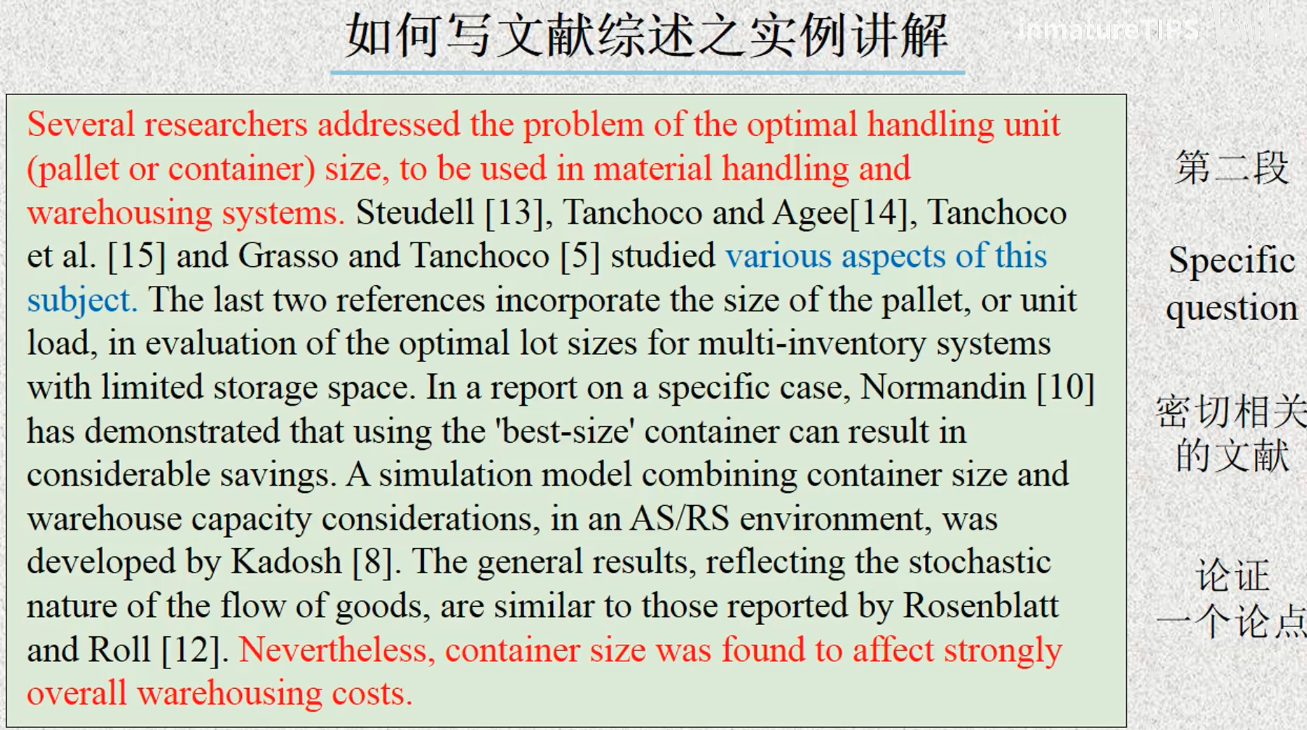 如何写文献综述之实例讲解
InmatureTIPS
Several researchers addressed the problem of the optimal handling unit
(pallet or container) size, to be used in material handling and
warehousing systems. Steudell [13], Tanchoco and Agee[14], Tanchoco
et al. [15] and Grasso and Tanchoco [5] studied various aspects of this
subject. The last two references incorporate the size of the pallet, or unit
load, in evaluation of the optimal lot sizes for multi-inventory systems
with limited storage space. In a report on a specific case, Normandin [10]
has demonstrated that using the 'best-size' container can result in
considerable savings. A simulation model combining container size and
warehouse capacity considerations, in an AS/RS environment, was
developed by Kadosh [8]. The general results, reflecting the stochastic
nature of the flow of goods, are similar to those reported by Rosenblatt
and Roll [12]. Nevertheless, container size was found to affect strongly
overall warehousing costs.
第二段
Specific
question
密切相关
的文献
论证
一个论点